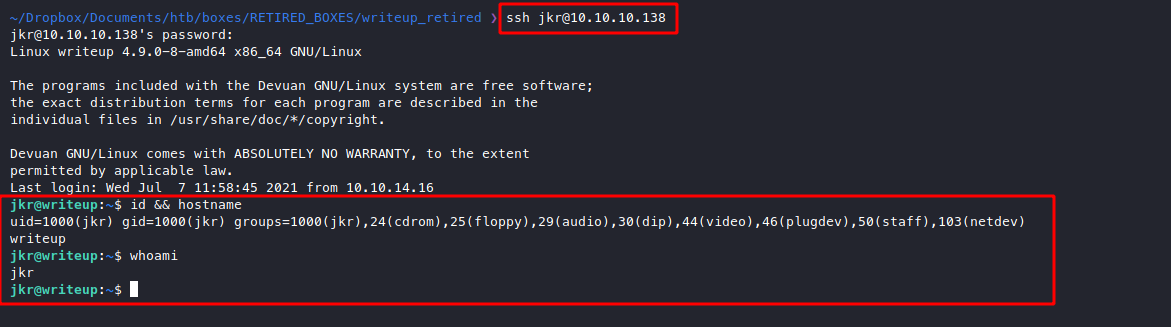 ~/Dropbox/Documents/htb/boxes/RETIRED_BOXES/writeup_retired ❯ ssh jkr@10.10.10.138
jkr@10.10.10.138's password:
Linux writeup 4.9.0-8-amd64 x86_64 GNU/Linux
The programs included with the Devuan GNU/Linux system are free software;
the exact distribution terms for each program are described in the
individual files in /usr/share/doc/*/copyright.
Devuan GNU/Linux comes with ABSOLUTELY NO WARRANTY, to the extent
permitted by applicable law.
Last login: Wed Jul  7 11:58:45 2021 from 10.10.14.16
jkr@writeup:~$ id && hostname
uid=1000(jkr) gid=1000(jkr) groups=1000(jkr),24(cdrom),25(floppy),29(audio),30(dip),44(video),46(plugdev),50(staff),103(netdev)
writeup
jkr@writeup:~$ whoami
jkr
jkr@writeup:~$